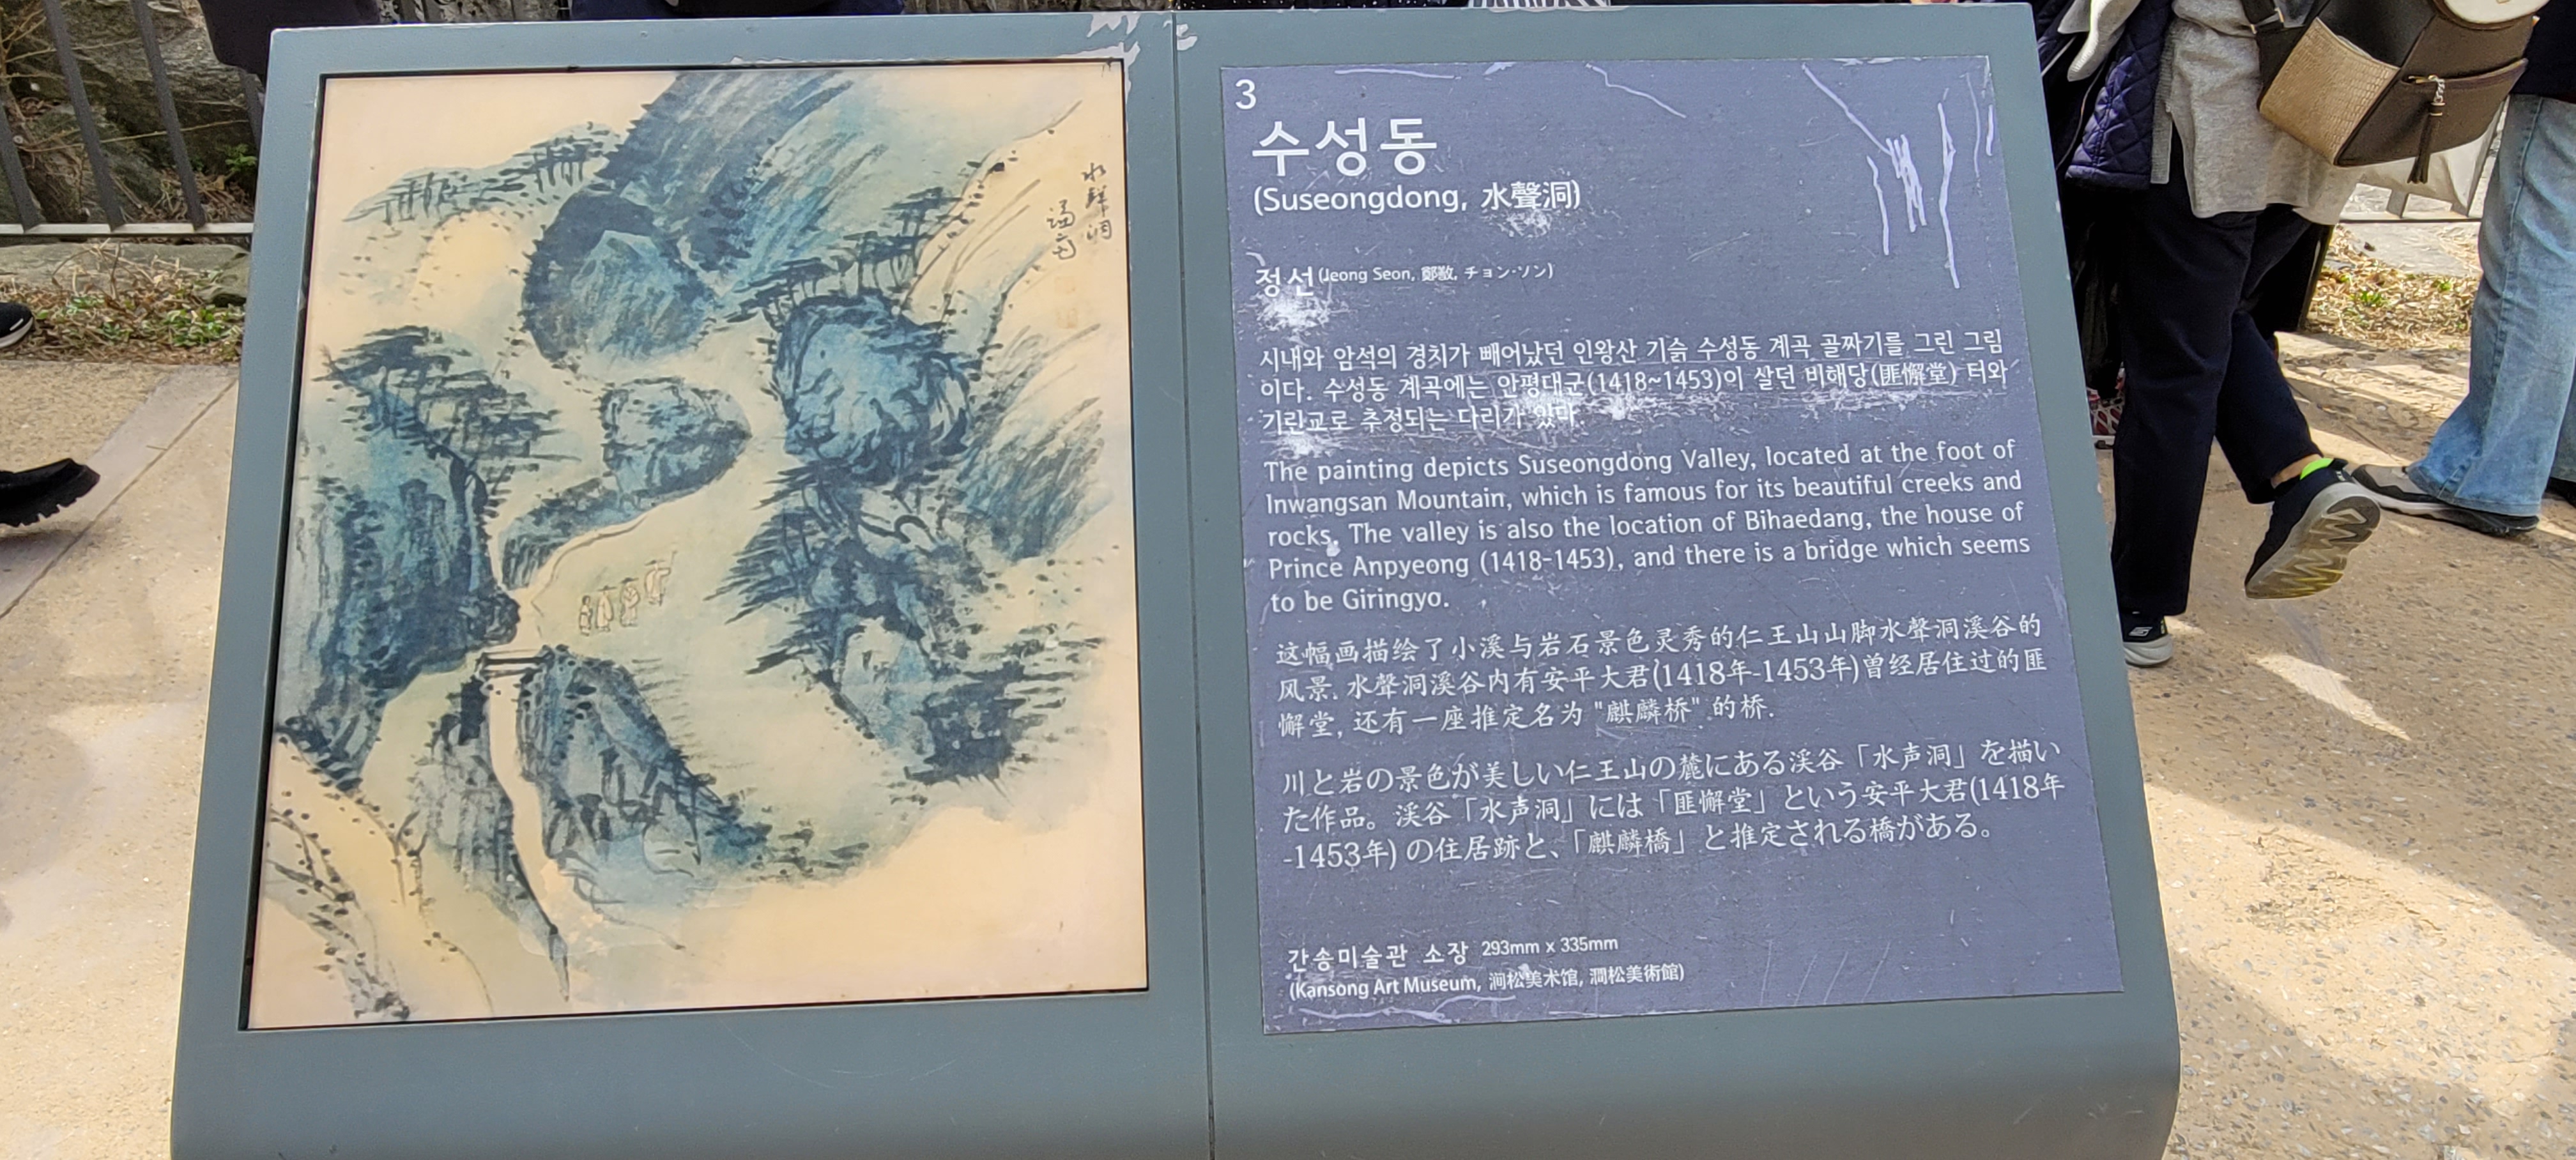 水聲洞
謙齋
3
수성동
(Suseongdong, 水聲洞)
정선(Jeong Seon, 鄭敾, チョン·ソン)
시내와 암석의 경치가 빼어났던 인왕산 기슭 수성동 계곡 골짜기를 그린 그림
이다. 수성동 계곡에는 안평대군(1418~1453)이 살던 비해당(匪懈堂) 터와
기린교로 추정되는 다리가 있다.
The painting depicts Suseongdong Valley, located at the foot of
Inwangsan Mountain, which is famous for its beautiful creeks and
rocks. The valley is also the location of Bihaedang, the house of
Prince Anpyeong (1418-1453), and there is a bridge which seems
to be Giringyo.
这幅画描绘了小溪与岩石景色灵秀的仁王山山脚水聲洞溪谷的
风景. 水聲洞溪谷内有安平大君(1418年-1453年)曾经居住过的匪
懈堂, 还有一座推定名为 "麒麟桥" 的桥.
川と岩の景色が美しい仁王山の麓にある渓谷「水声洞」を描い
た作品。渓谷「水声洞」には「匪懈堂」という安平大君(1418年
-1453年) の住居跡と、「麒麟橋」と推定される橋がある。
간송미술관 소장 293mm x 335mm
(Kansong Art Museum, 涧松美术馆, 澗松美術館)